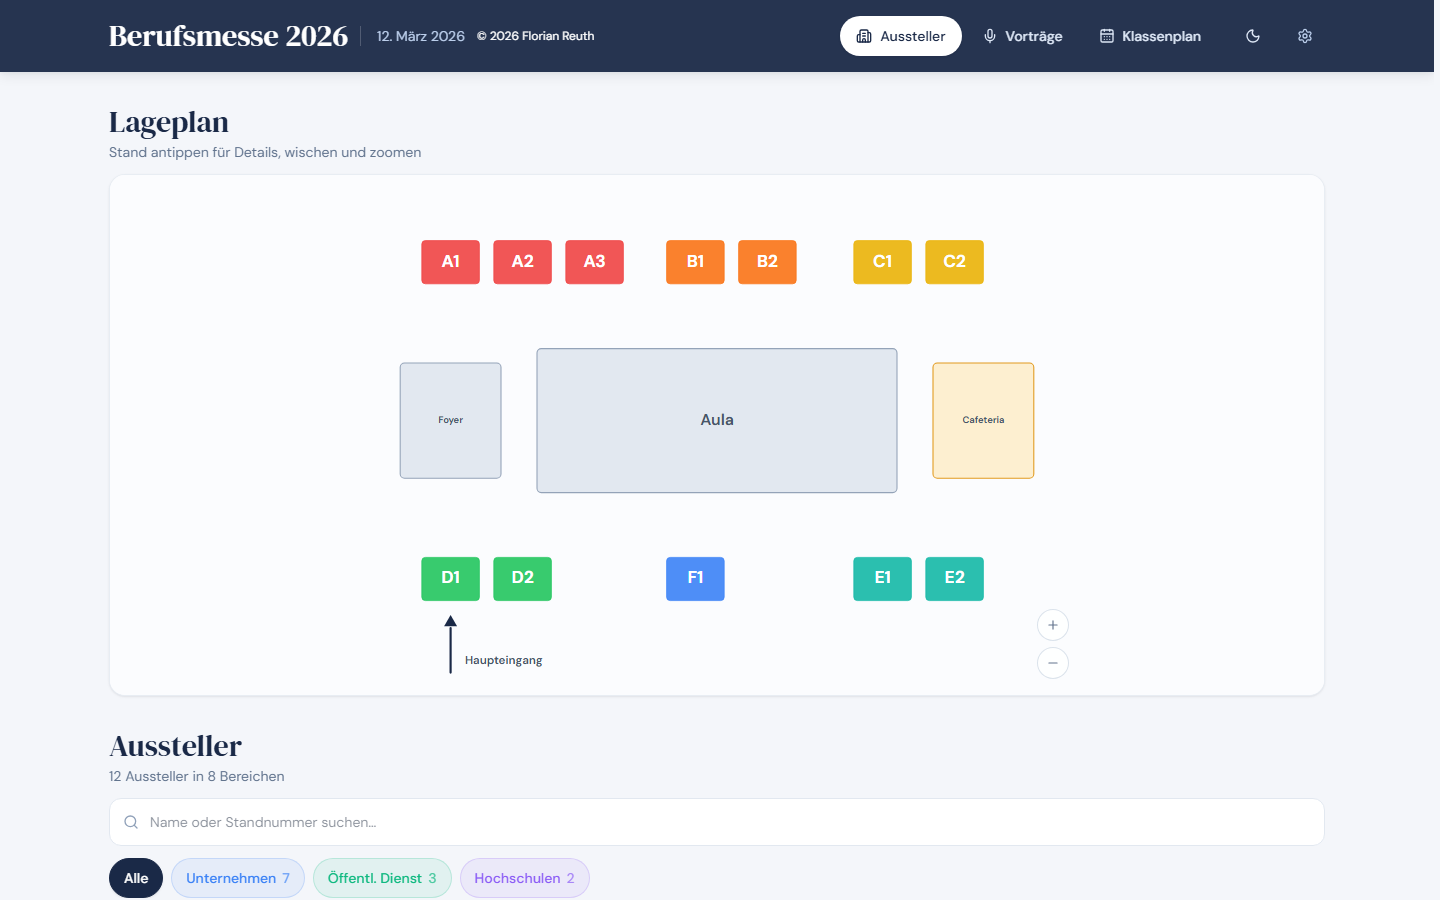 Berufsmesse 2026
12. März 2026
© 2026 Florian Reuth
Aussteller
Vorträge
Klassenplan
Lageplan
Stand antippen für Details, wischen und zoomen
A1
A2
A3
B1
B2
C1
C2
Foyer
Aula
Cafeteria
D1
D2
F1
E1
E2
Haupteingang
+
−
Aussteller
12 Aussteller in 8 Bereichen
Name oder Standnummer suchen...
Alle
Unternehmen 7
Öffentl. Dienst 3
Hochschulen 2